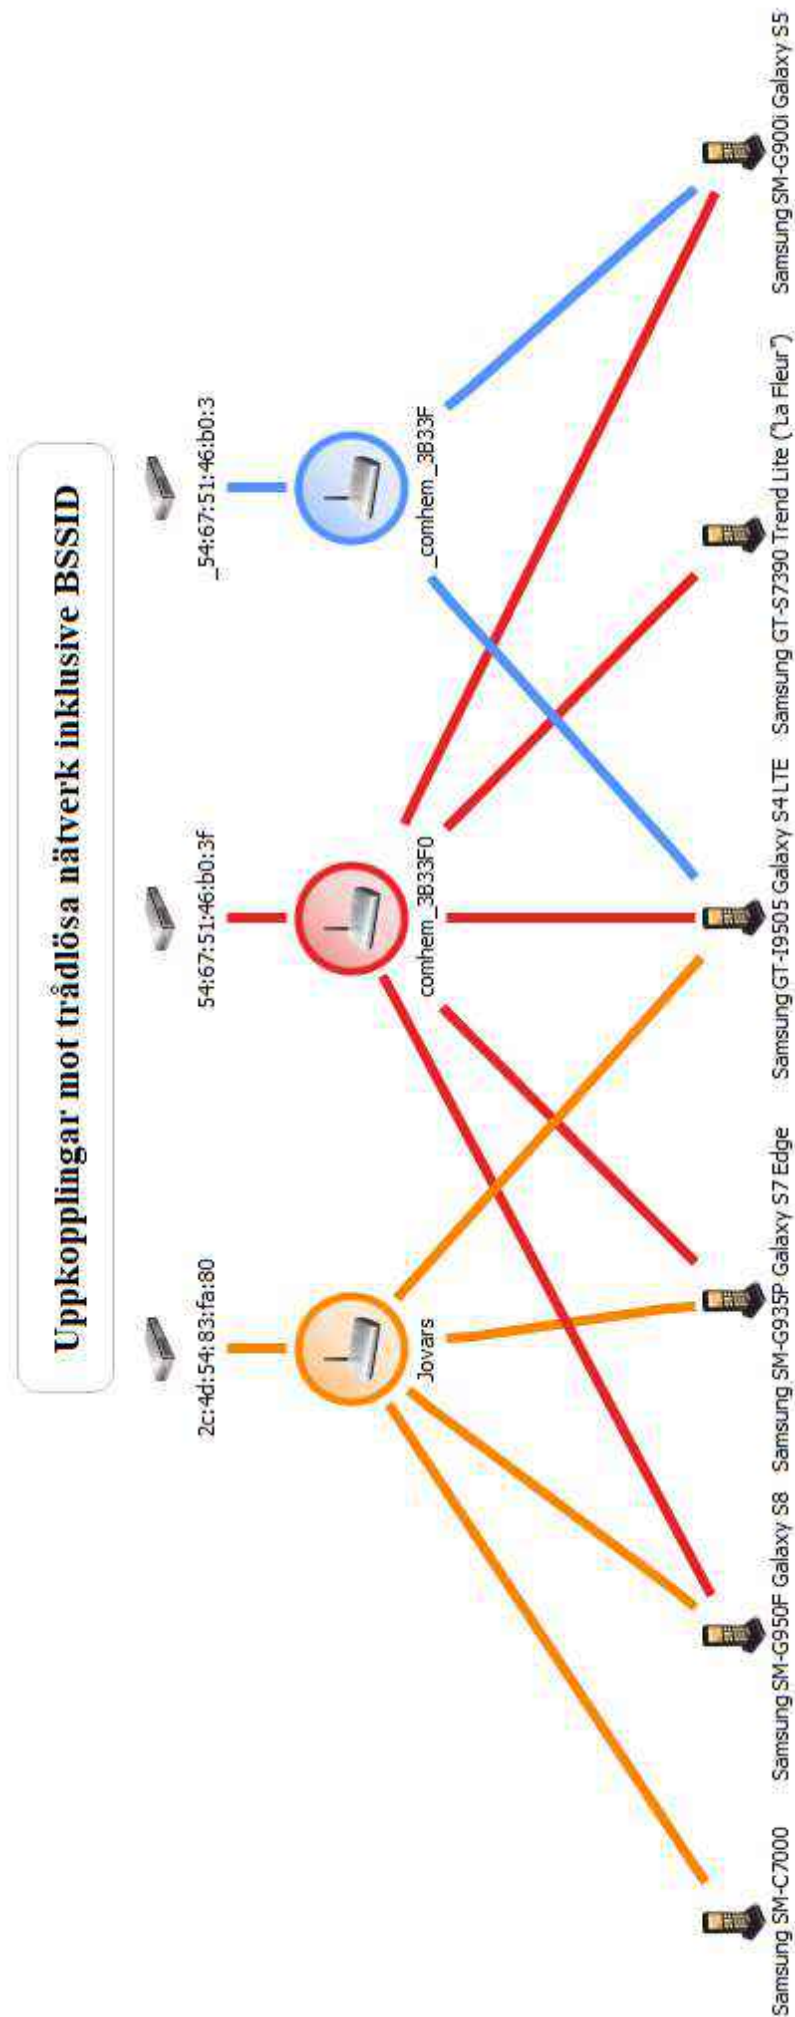 Uppkopplingar mot trådlösa nätverk inklusive BSSID
2c:4d:54:83:fa:80
54:67:51:46:b0:3f
_54:67:51:46:b0:3
Jovars
comhem_3B33F0
_comhem_3B33F
Samsung SM-C7000
Samsung SM-G950F Galaxy S8
Samsung SM-G935P Galaxy S7 Edge
Samsung GT-I9505 Galaxy S4 LTE
Samsung GT-S7390 Trend Lite ("La Fleur")
Samsung SM-G900i Galaxy S5